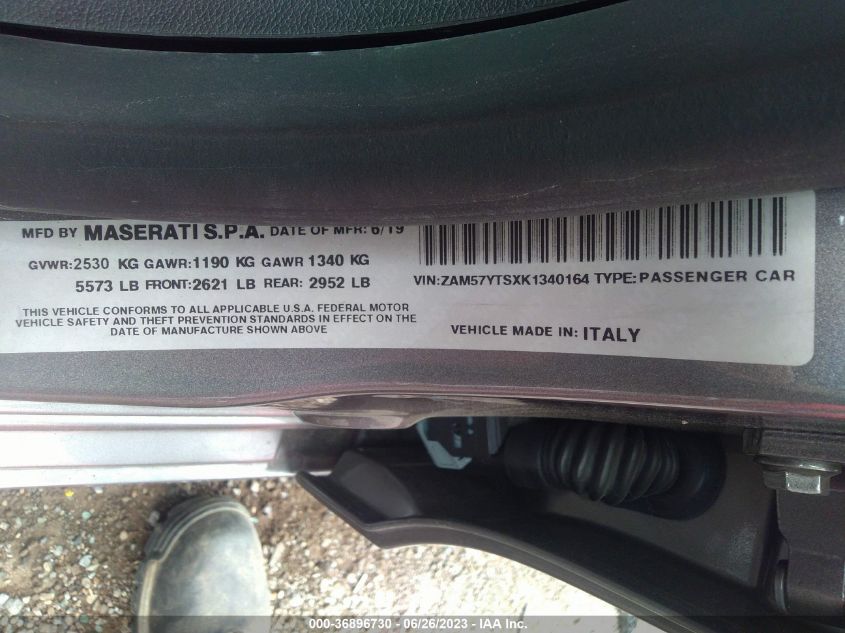 MFD BY MASERATI S.P.A. DATE OF MFR: 6/19
GVWR:2530 KG GAWR:1190 KG GAWR 1340 KG
5573 LB FRONT:2621 LB REAR: 2952 LB
THIS VEHICLE CONFORMS TO ALL APPLICABLE U.S.A. FEDERAL MOTOR
VEHICLE SAFETY AND THEFT PREVENTION STANDARDS IN EFFECT ON THE
DATE OF MANUFACTURE SHOWN ABOVE
VIN:ZAM57YTSXK1340164 TYPE:PASSENGER CAR
VEHICLE MADE IN: ITALY
000-36896730 - 06/26/2023 - © IAA Inc.